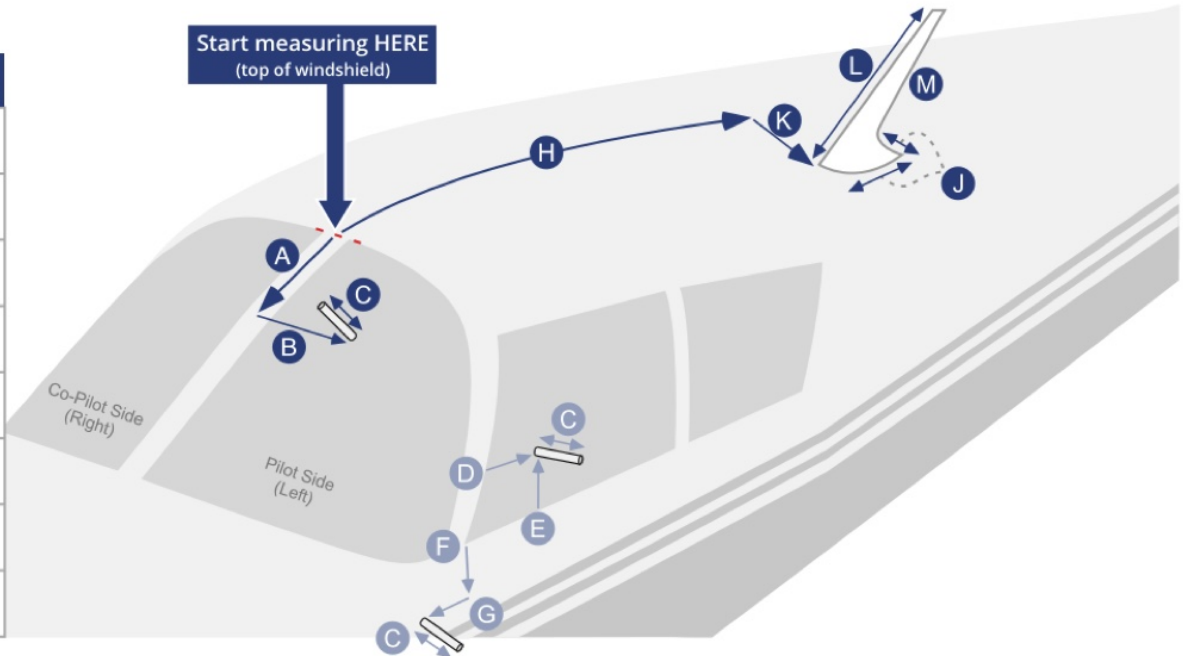 Start measuring HERE
(top of windshield)
L
M
K
H
J
A
C
B
Co-Pilot Side
(Right)
C
Pilot Side
(Left)
D
E
F
G
C